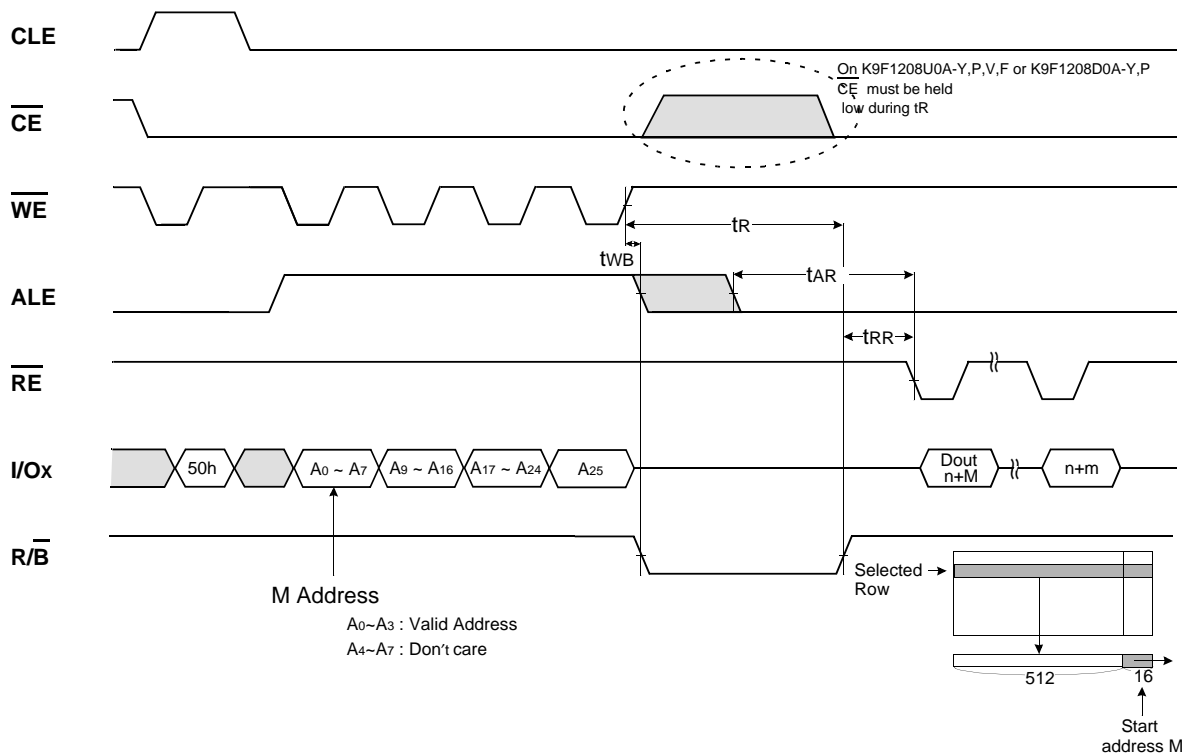 CLE
On K9F1208U0A-Y,P,V,F or K9F1208D0A-Y,P
CE must be held
low during tR
CE
WE
tR
tWB
tAR
ALE
tRR
RE
I/Ox
50h
A0 ~ A7
A9 ~ A16
A17 ~ A24
A25
Dout
n+M
n+m
R/B
M Address
A0~A3 : Valid Address
A4~A7 : Don't care
Selected
Row
512
16
Start
address M